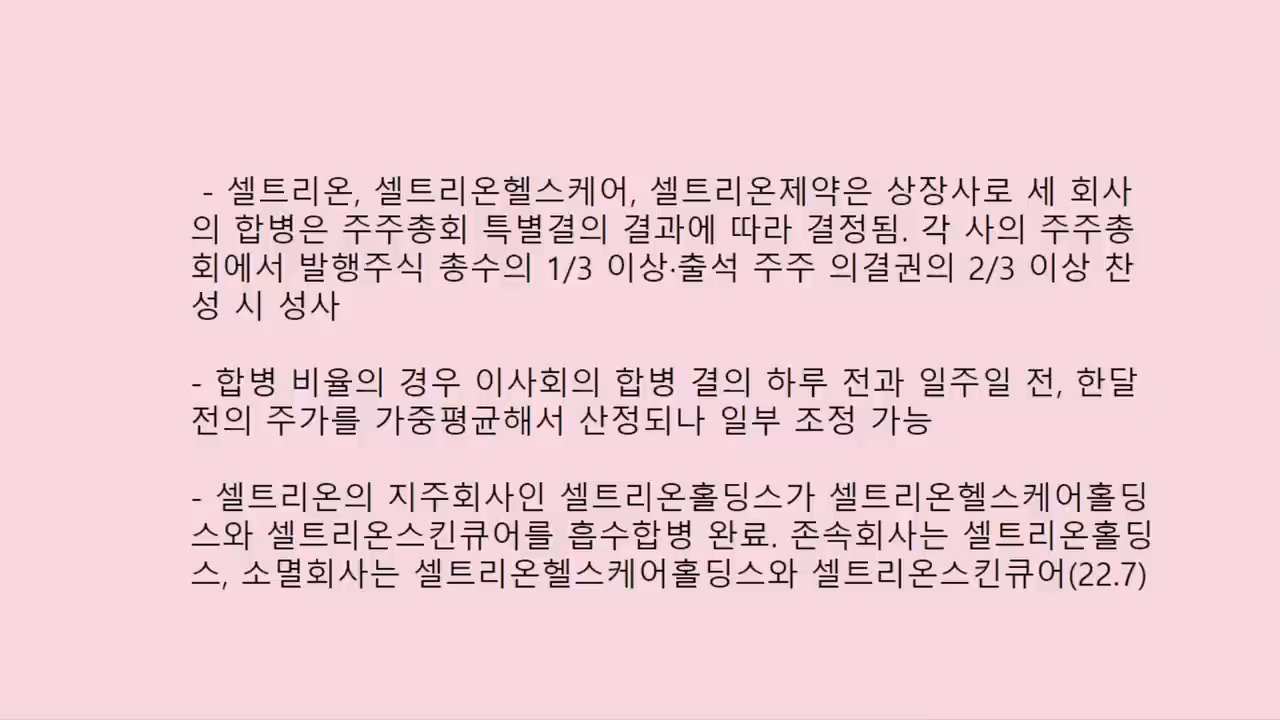 - 셀트리온, 셀트리온헬스케어, 셀트리온제약은 상장사로 세 회사
의 합병은 주주총회 특별결의 결과에 따라 결정됨. 각 사의 주주총
회에서 발행주식 총수의 1/3 이상·출석 주주 의결권의 2/3 이상 찬
성 시 성사
- 합병 비율의 경우 이사회의 합병 결의 하루 전과 일주일 전, 한달
전의 주가를 가중평균해서 산정되나 일부 조정 가능
- 셀트리온의 지주회사인 셀트리온홀딩스가 셀트리온헬스케어홀딩
스와 셀트리온스킨큐어를 흡수합병 완료. 존속회사는 셀트리온홀딩
스, 소멸회사는 셀트리온헬스케어홀딩스와 셀트리온스킨큐어(22.7)